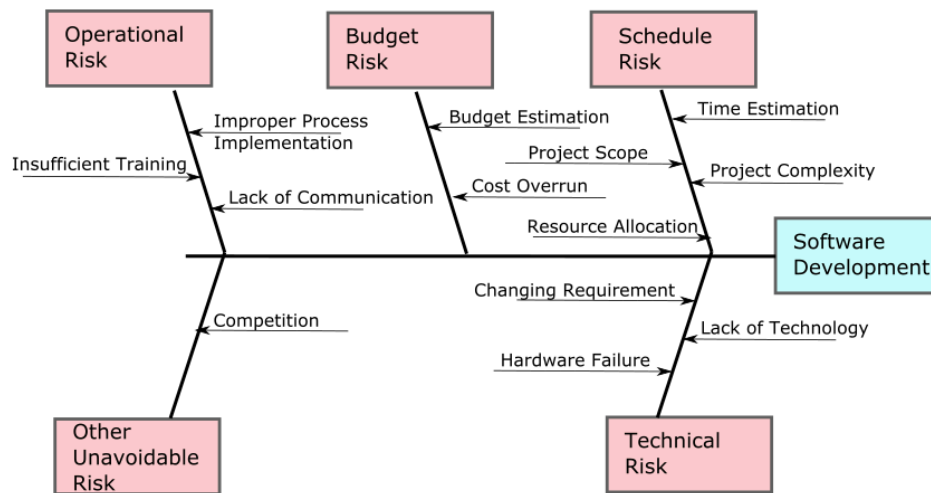 Operational
Risk
Budget
Risk
Schedule
Risk
Improper Process
Implementation
Insufficient Training
Lack of Communication
Budget Estimation
Cost Overrun
Time Estimation
Project Scope
Project Complexity
Resource Allocation
Software
Development
Competition
Changing Requirement
Lack of Technology
Hardware Failure
Other
Unavoidable
Risk
Technical
Risk